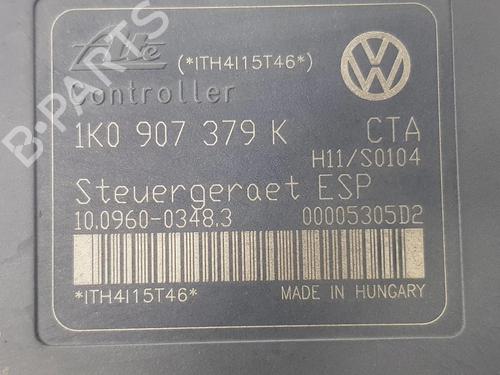 Ate (*ITH4I15T46*)
Controller
1K0 907 379 K CTA
H11/S0104
Steuergeraet ESP
10.0960-0348.3 00005305D2
*ITH4I15T46* MADE IN HUNGARY
B-PARTS